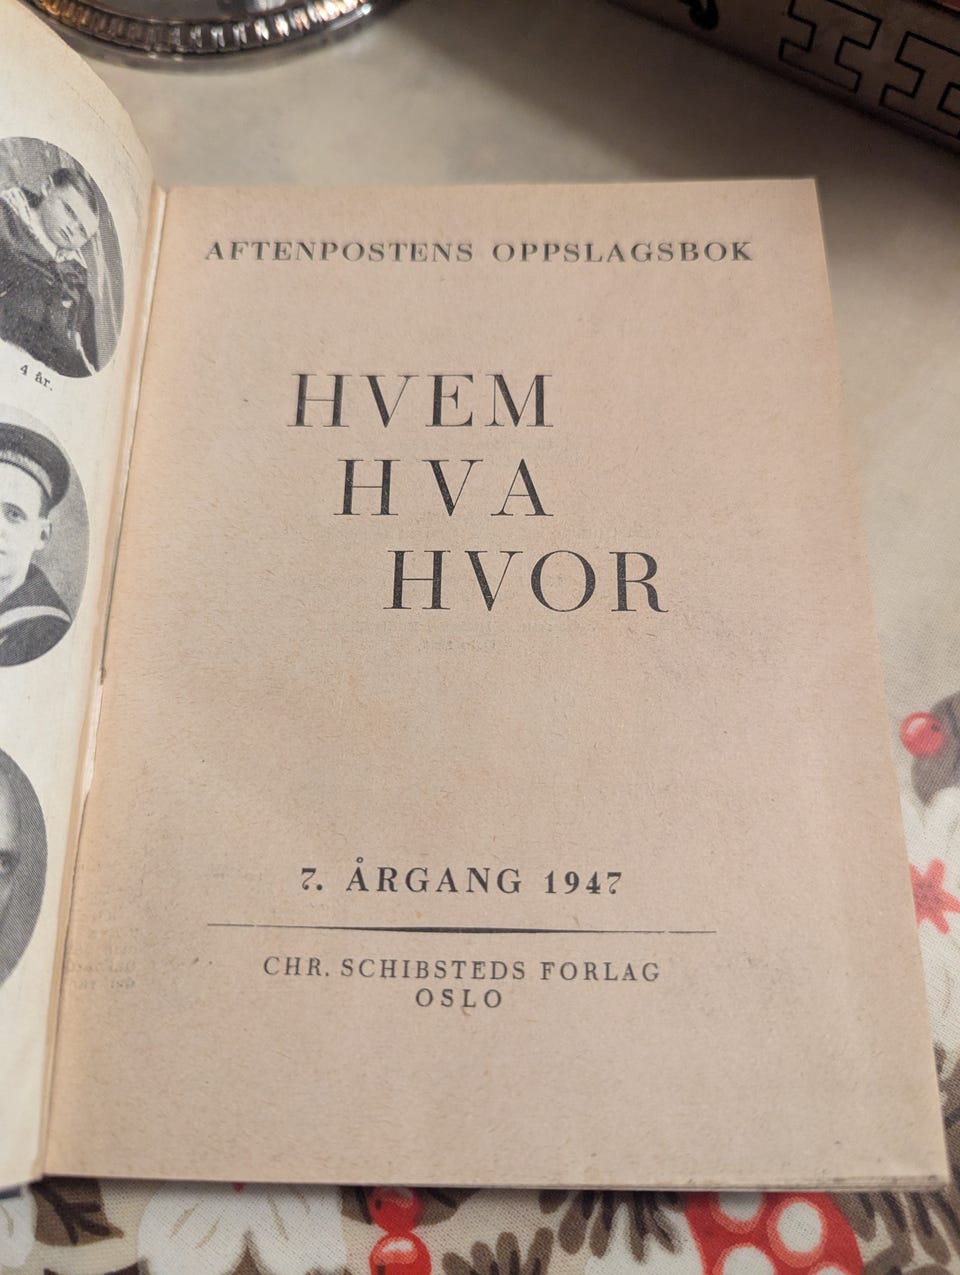 4 år.
AFTENPOSTENS OPPSLAGSBOK
HVEM
HVA
HVOR
7. ÅRGANG 1947
CHR. SCHIBSTEDS FORLAG
OSLO